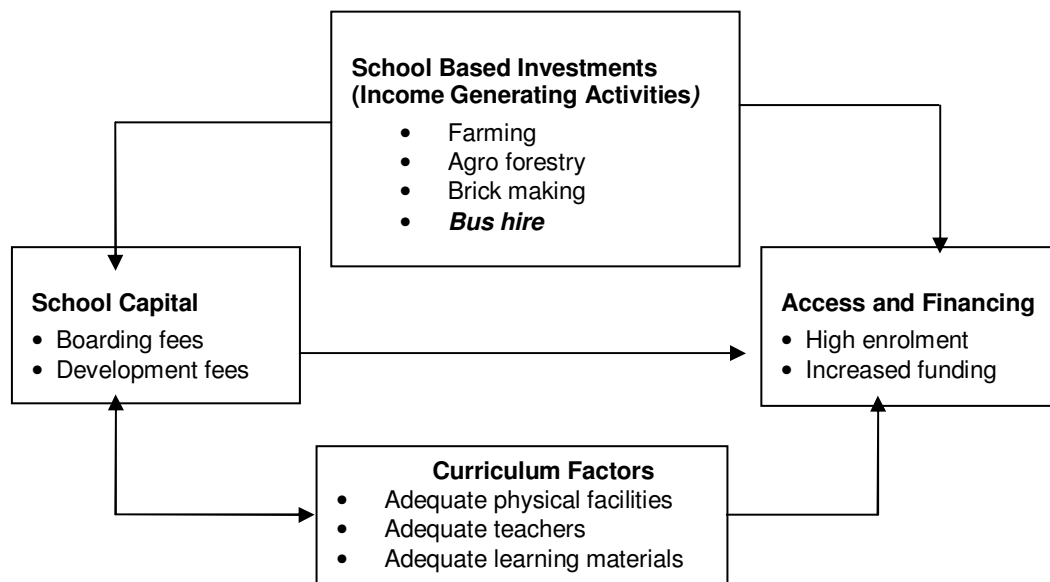 School Based Investments
(Income Generating Activities)
• Farming
• Agro forestry
• Brick making
• Bus hire
School Capital
• Boarding fees
• Development fees
Access and Financing
• High enrolment
• Increased funding
Curriculum Factors
• Adequate physical facilities
• Adequate teachers
• Adequate learning materials